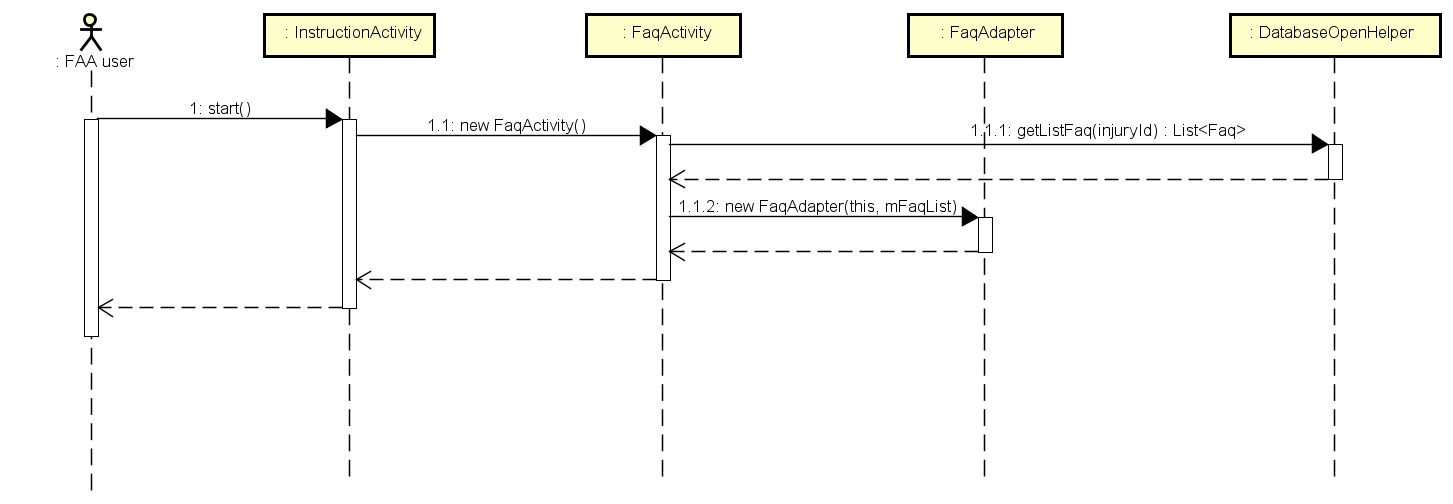 : InstructionActivity
: FaqActivity
: FaqAdapter
: DatabaseOpenHelper
: FAA user
1: start()
1.1: new FaqActivity()
1.1.1: getListFaq(injuryId) : List<Faq>
1.1.2: new FaqAdapter(this, mFaqList)